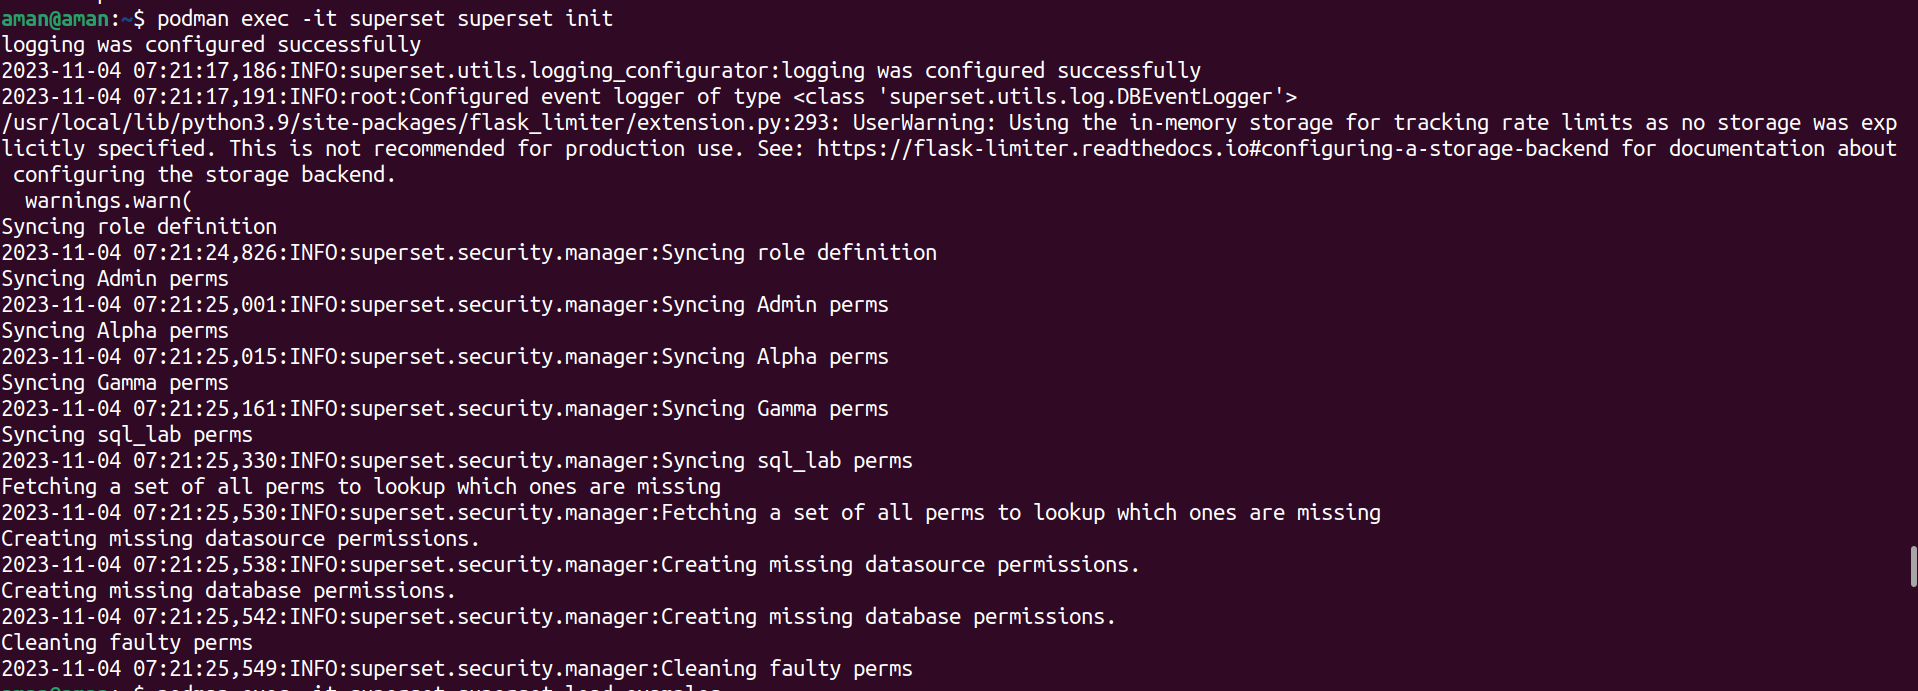 aman@aman:~$ podman exec -it superset superset init
logging was configured successfully
2023-11-04 07:21:17,186:INFO:superset.utils.logging_configurator:logging was configured successfully
2023-11-04 07:21:17,191:INFO:root:Configured event logger of type <class 'superset.utils.log.DBEventLogger'>
/usr/local/lib/python3.9/site-packages/flask_limiter/extension.py:293: UserWarning: Using the in-memory storage for tracking rate limits as no storage was exp
licitly specified. This is not recommended for production use. See: https://flask-limiter.readthedocs.io#configuring-a-storage-backend for documentation about
 configuring the storage backend.
  warnings.warn(
Syncing role definition
2023-11-04 07:21:24,826:INFO:superset.security.manager:Syncing role definition
Syncing Admin perms
2023-11-04 07:21:25,001:INFO:superset.security.manager:Syncing Admin perms
Syncing Alpha perms
2023-11-04 07:21:25,015:INFO:superset.security.manager:Syncing Alpha perms
Syncing Gamma perms
2023-11-04 07:21:25,161:INFO:superset.security.manager:Syncing Gamma perms
Syncing sql_lab perms
2023-11-04 07:21:25,330:INFO:superset.security.manager:Syncing sql_lab perms
Fetching a set of all perms to lookup which ones are missing
2023-11-04 07:21:25,530:INFO:superset.security.manager:Fetching a set of all perms to lookup which ones are missing
Creating missing datasource permissions.
2023-11-04 07:21:25,538:INFO:superset.security.manager:Creating missing datasource permissions.
Creating missing database permissions.
2023-11-04 07:21:25,542:INFO:superset.security.manager:Creating missing database permissions.
Cleaning faulty perms
2023-11-04 07:21:25,549:INFO:superset.security.manager:Cleaning faulty perms